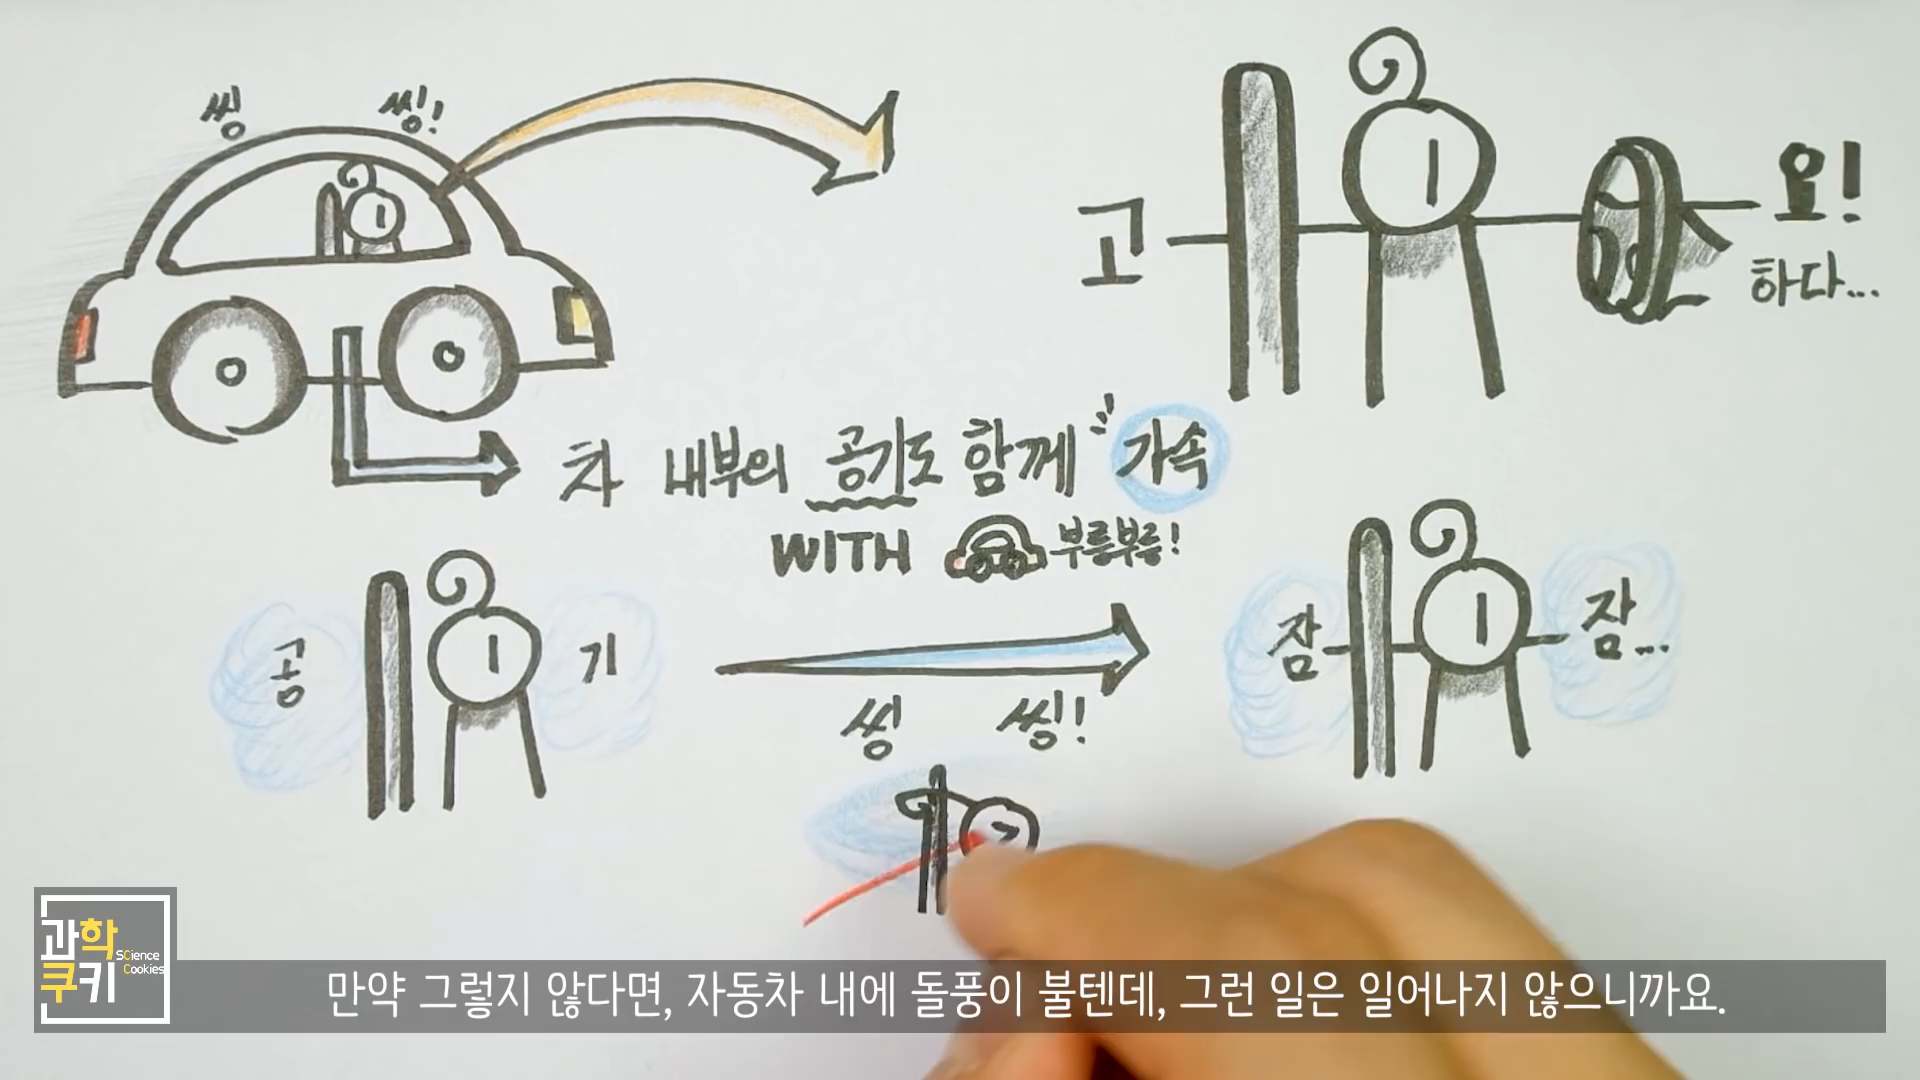 씽 씽!
고 요!
하다...
차 내부의 공기도 함께 "가속
WITH 부릉부릉!
공 기
씽 씽!
잠 잠...
과학
쿠키
SCience
Cookies
만약 그렇지 않다면, 자동차 내에 돌풍이 불텐데, 그런 일은 일어나지 않으니까요.